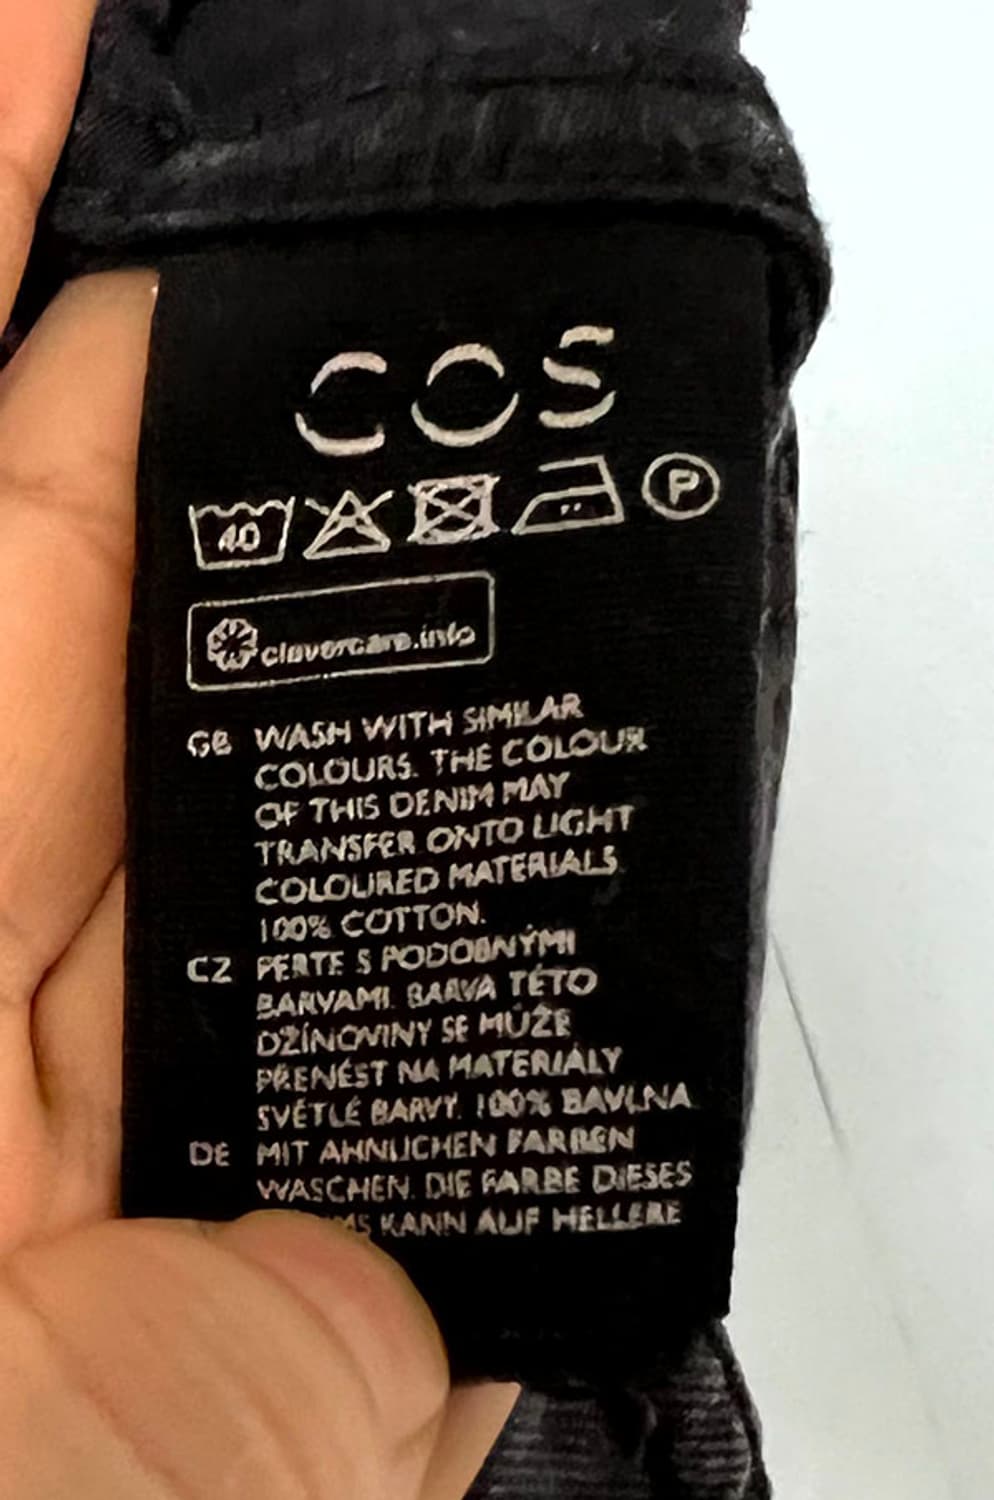 COS
40 P
clevercare.info
GB WASH WITH SIMILAR
COLOURS. THE COLOUR
OF THIS DENIM MAY
TRANSFER ONTO LIGHT
COLOURED MATERIALS.
100% COTTON.
CZ PERTE S PODOBNÝMI
BARVAMI. BARVA TÉTO
DŽÍNOVINY SE MŮŽE
PŘENÉST NA MATERIÁLY
SVĚTLÉ BARVY. 100% BAVLNA
DE MIT ÄHNLICHEN FARBEN
WASCHEN. DIE FARBE DIESES
KANN AUF HELLERE